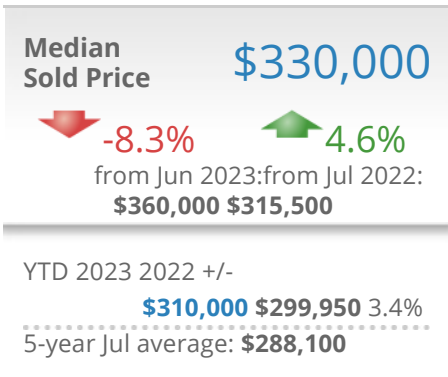 Median
Sold Price
$330,000
-8.3% 4.6%
from Jun 2023:from Jul 2022:
$360,000 $315,500
YTD 2023 2022 +/-
$310,000 $299,950 3.4%
5-year Jul average: $288,100